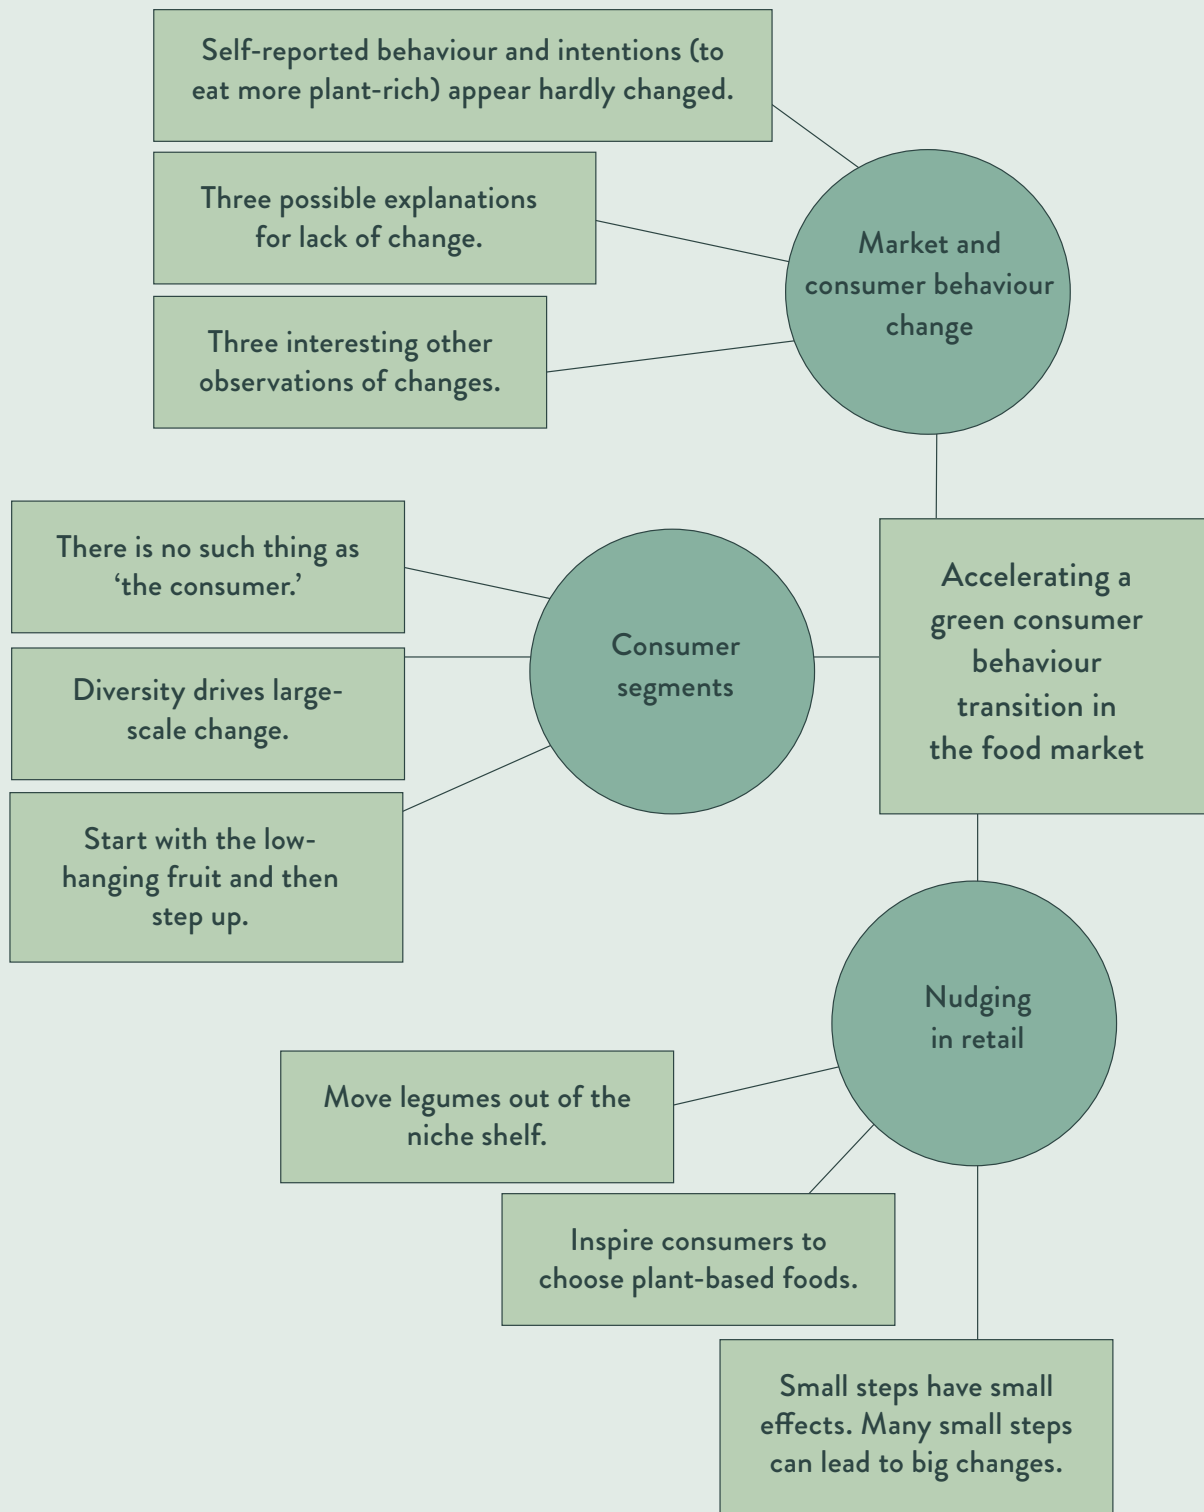 Self-reported behaviour and intentions (to
eat more plant-rich) appear hardly changed.
Three possible explanations
for lack of change.
Three interesting other
observations of changes.
Market and
consumer behaviour
change
There is no such thing as
‘the consumer.’
Diversity drives large-
scale change.
Start with the low-
hanging fruit and then
step up.
Consumer
segments
Accelerating a
green consumer
behaviour
transition in
the food market
Nudging
in retail
Move legumes out of the
niche shelf.
Inspire consumers to
choose plant-based foods.
Small steps have small
effects. Many small steps
can lead to big changes.